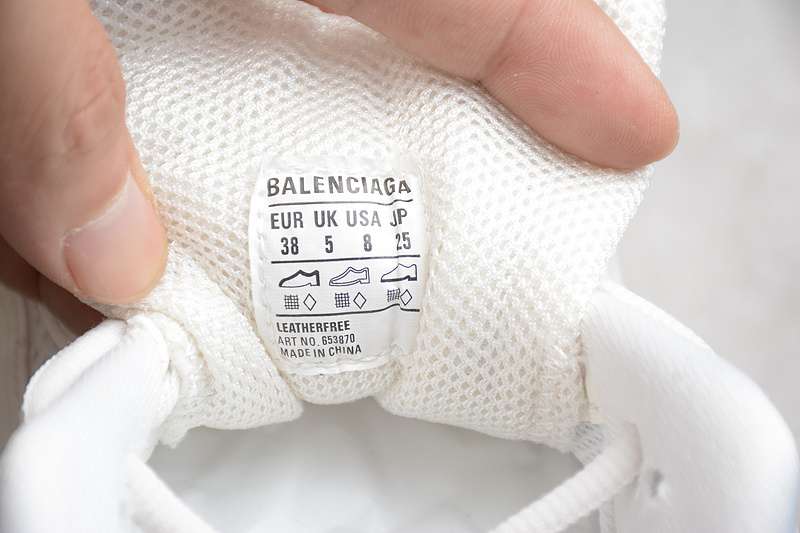 BALENCIAGA
EUR UK USA JP
38 5 8 25
LEATHERFREE
ART NO. 653870
MADE IN CHINA